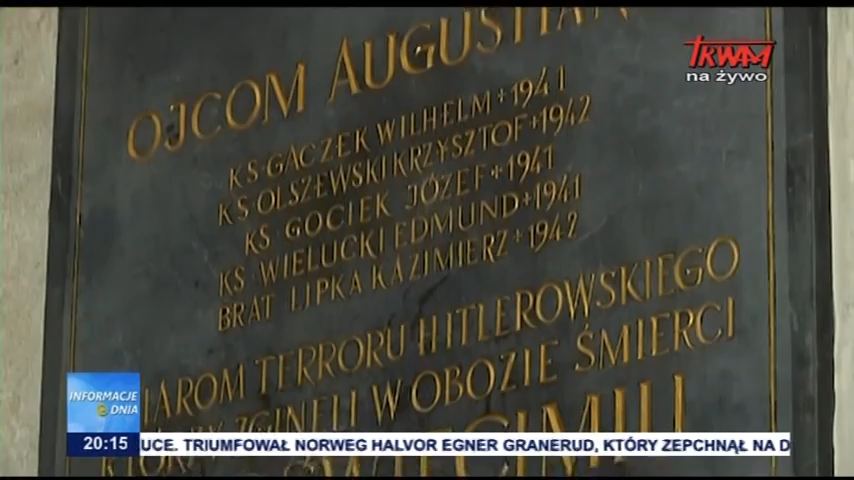 OJCOM AUGUSTIAN
KS GACZEK WILHELM + 1941
KS OLSZEWSKI KRZYSZTOF + 1942
KS GOCIEK JÓZEF + 1941
KS WIELUCKI EDMUND + 1941
BRAT LIPKA KAZIMIERZ + 1942
IAROM TERRORU HITLEROWSKIEGO
ZGINĘLI W OBOZIE ŚMIERCI
TRWAM
na żywo
INFORMACJE
DNIA
20:15
UCE. TRIUMFOWAŁ NORWEG HALVOR EGNER GRANERUD, KTÓRY ZEPCHNĄŁ NA D